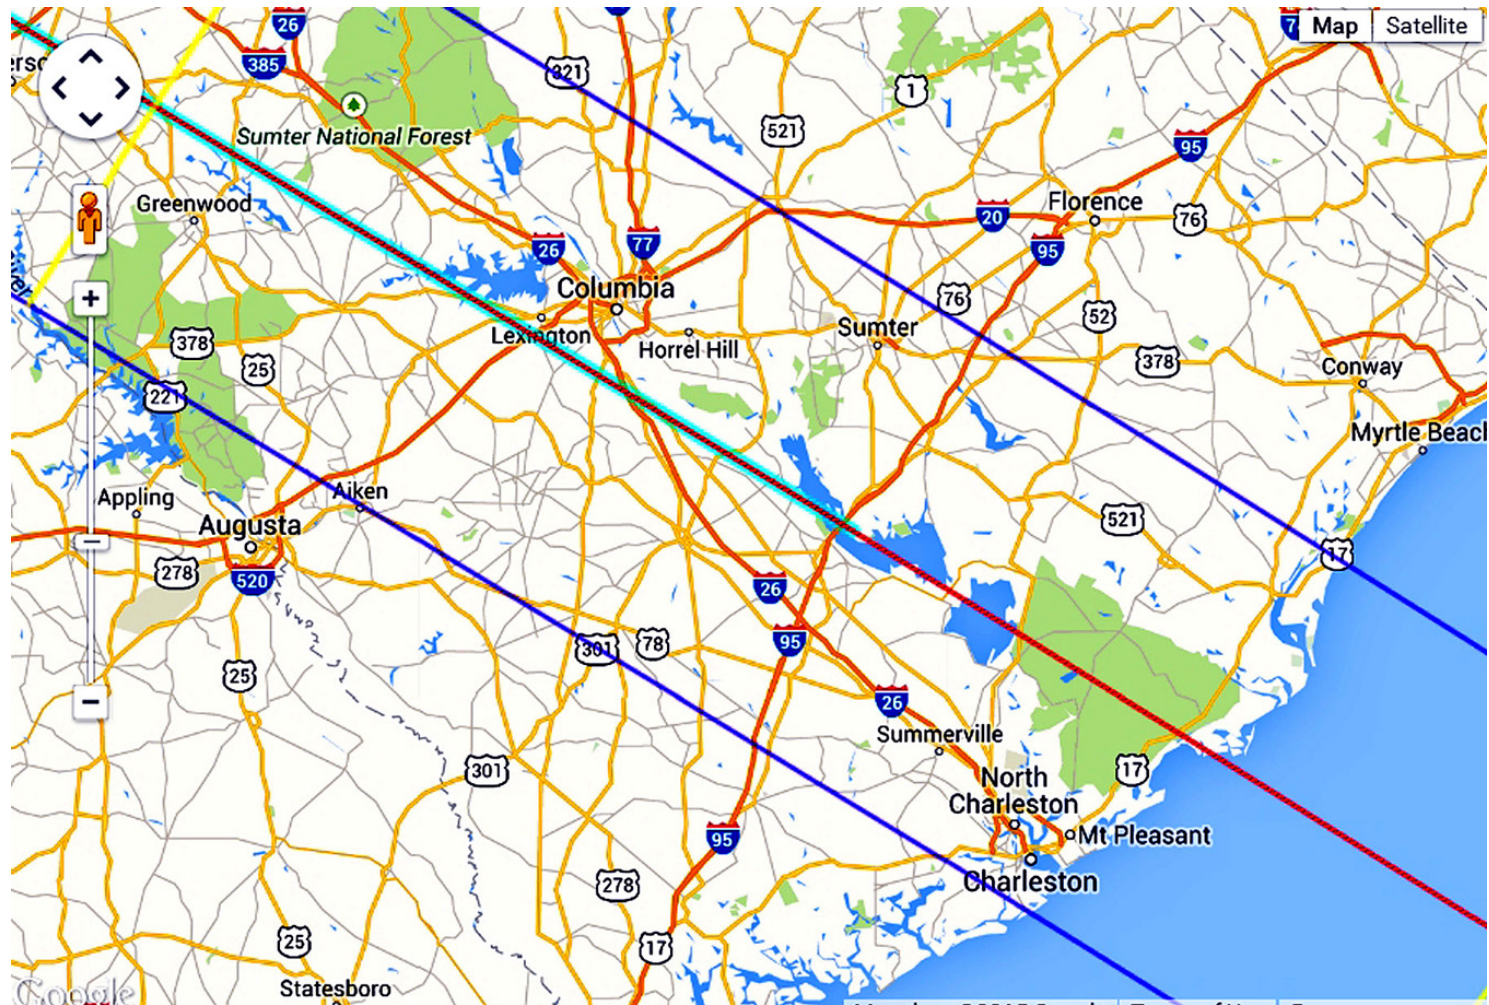 26
7
Map
Satellite
385
321
1
521
95
Sumter National Forest
Greenwood
Florence
20
76
26
77
95
Columbia
76
52
Sumter
Lexington
Horrel Hill
378
25
378
Conway
221
Myrtle Beach
Aiken
Appling
Augusta
521
17
278
520
26
95
301
78
25
26
Summerville
301
17
North
Charleston
95
Mt Pleasant
Charleston
278
25
17
Statesboro
Google